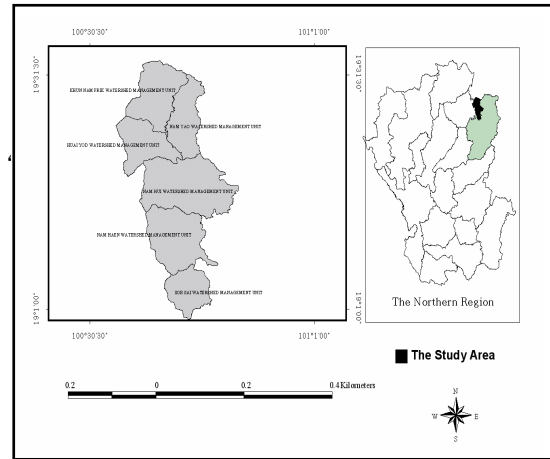 100°30'30"
101°1'00"
19°31'30"
19°31'30"
KHUN NAM PRIK WATERSHED MANAGEMENT UNIT
NAM YAO WATERSHED MANAGEMENT UNIT
HUAI YOD WATERSHED MANAGEMENT UNIT
NAM HUI WATERSHED MANAGEMENT UNIT
NAM HAEN WATERSHED MANAGEMENT UNIT
SOB SAI WATERSHED MANAGEMENT UNIT
19°1'00"
19°1'00"
100°30'30"
101°1'00"
The Northern Region
The Study Area
0.2 0 0.2 0.4 Kilometers
N
W E
S